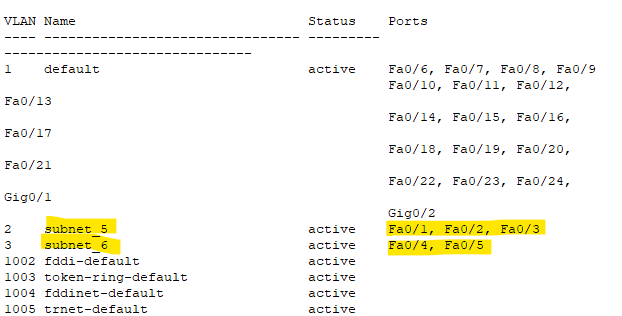 VLAN Name Status Ports
---- -------------------------------- ---------
-------------------------------
1 default active Fa0/6, Fa0/7, Fa0/8, Fa0/9
Fa0/10, Fa0/11, Fa0/12,
Fa0/13
Fa0/14, Fa0/15, Fa0/16,
Fa0/17
Fa0/18, Fa0/19, Fa0/20,
Fa0/21
Fa0/22, Fa0/23, Fa0/24,
Gig0/1
Gig0/2
2 subnet_5 active Fa0/1, Fa0/2, Fa0/3
3 subnet_6 active Fa0/4, Fa0/5
1002 fddi-default active
1003 token-ring-default active
1004 fddinet-default active
1005 trnet-default active